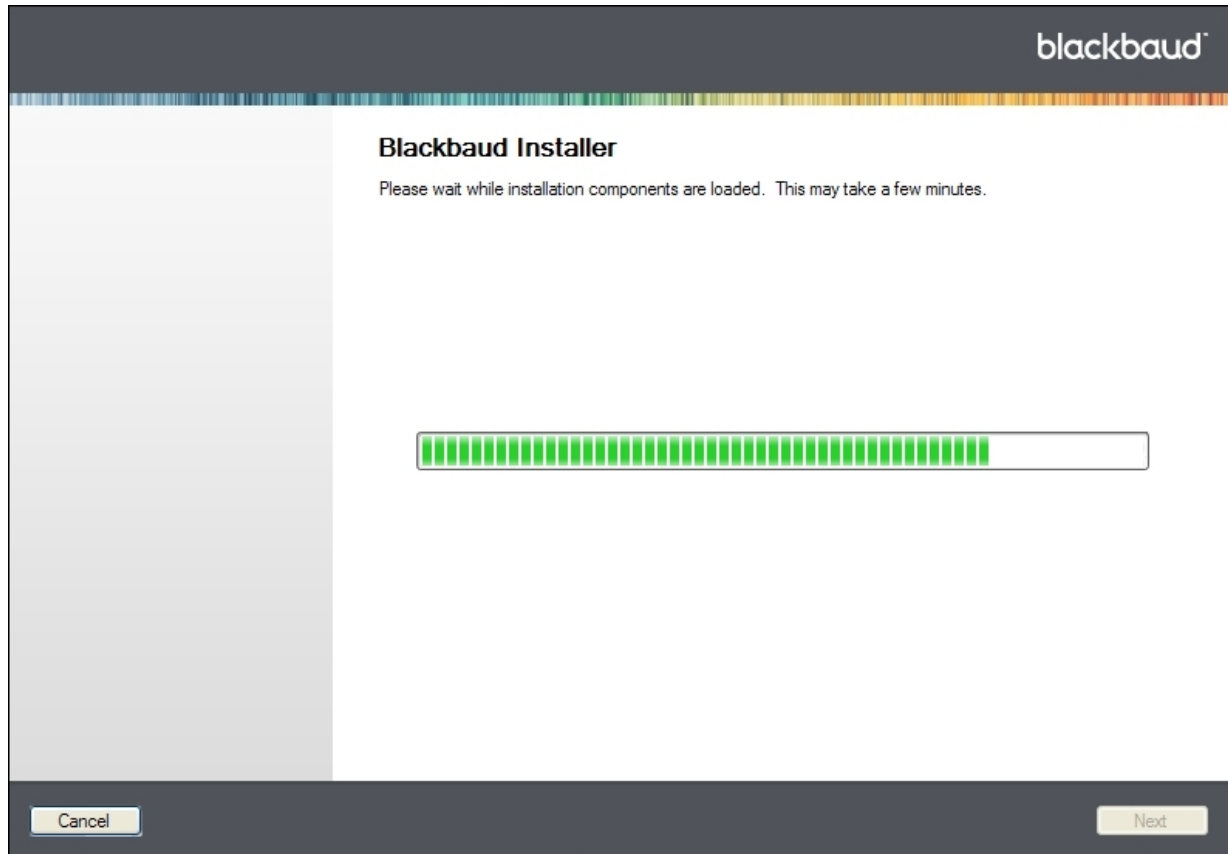 blackbaud
Blackbaud Installer
Please wait while installation components are loaded. This may take a few minutes.
Cancel
Next